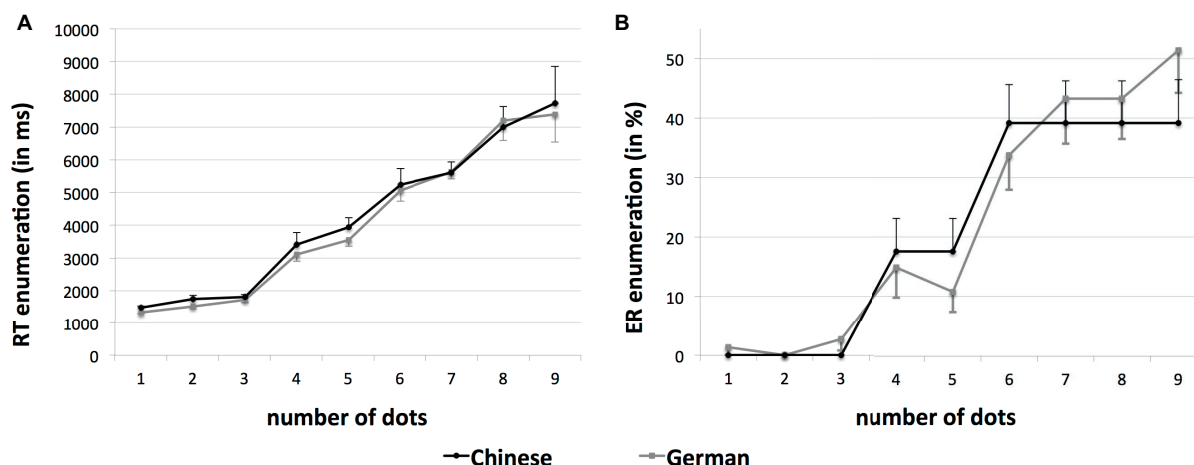 A
RT enumeration (in ms)
10000
9000
8000
7000
6000
5000
4000
3000
2000
1000
0
1 2 3 4 5 6 7 8 9
number of dots
B
ER enumeration (in %)
50
40
30
20
10
0
1 2 3 4 5 6 7 8 9
number of dots
Chinese German